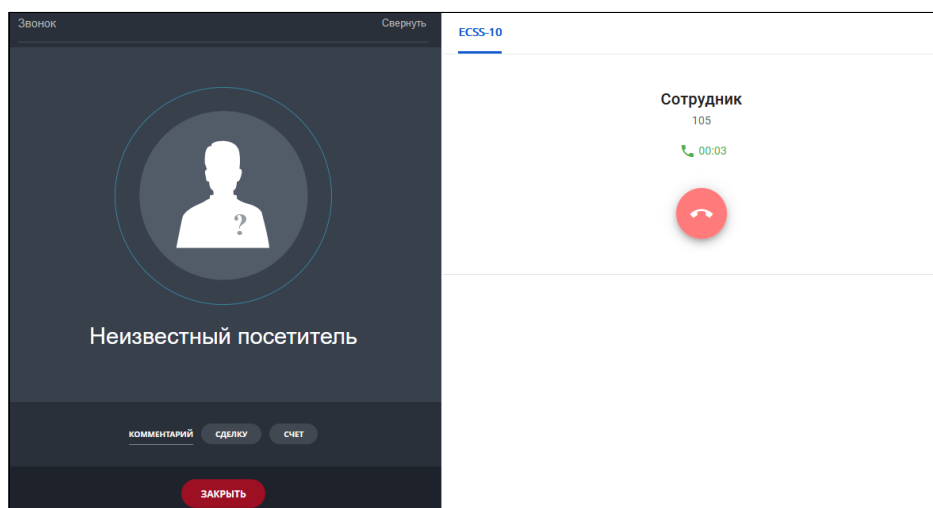 Звонок
Свернуть
?
Неизвестный посетитель
КОММЕНТАРИЙ
СДЕЛКУ
СЧЕТ
ЗАКРЫТЬ
ECSS-10
Сотрудник
105
00:03